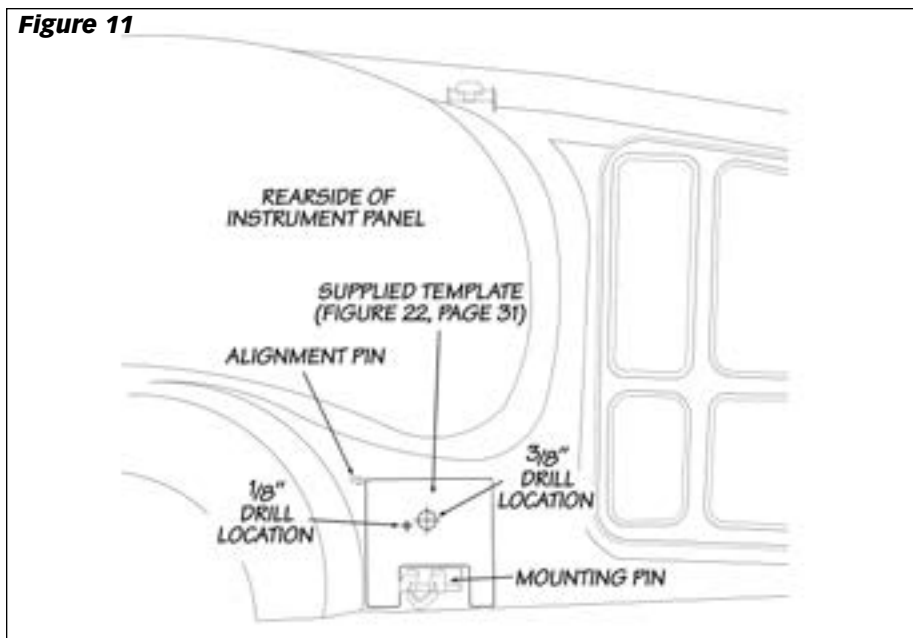 Figure 11
REARSIDE OF
INSTRUMENT PANEL
SUPPLIED TEMPLATE
(FIGURE 22, PAGE 31)
ALIGNMENT PIN
1/8"
DRILL
LOCATION
3/8"
DRILL
LOCATION
MOUNTING PIN